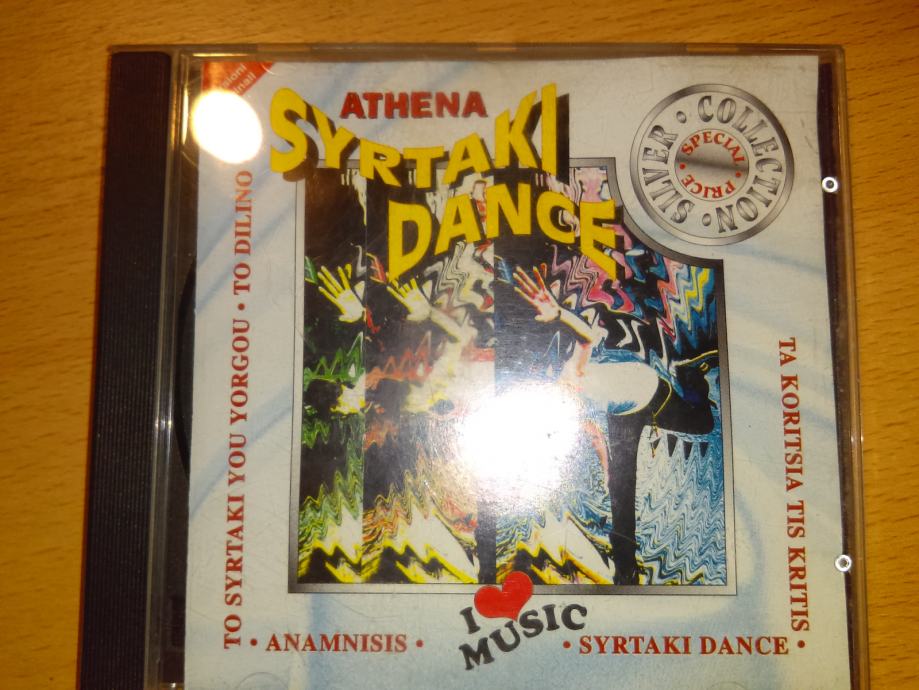 ATHENA
SYRTAKI
DANCE
SILVER • COLLECTION •
SPECIAL • PRICE •
TO SYRTAKI YOU YORGOU • TO DILINO
TA KORITSIA TIS KRITIS
• ANAMNISIS •
I
MUSIC
• SYRTAKI DANCE •